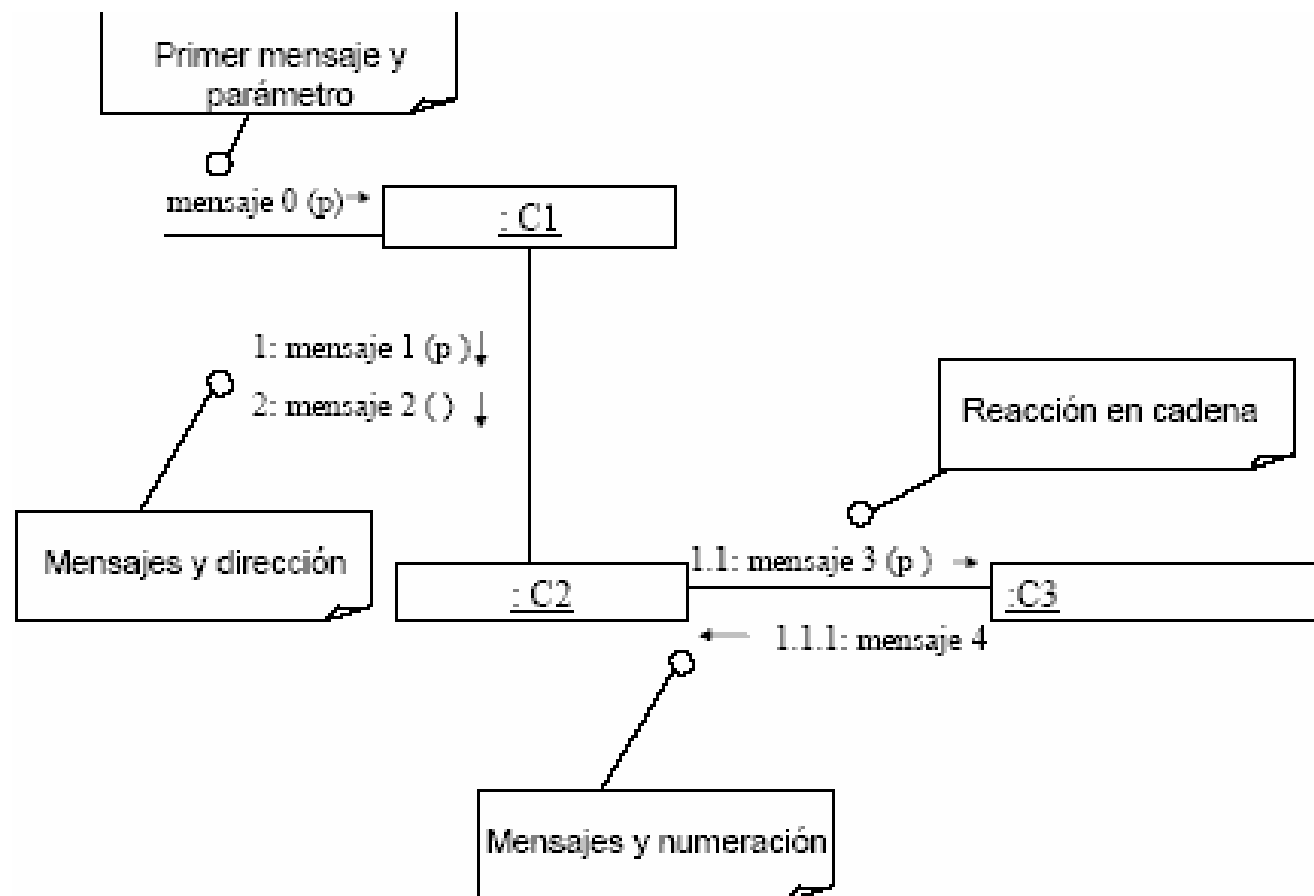 Primer mensaje y
parámetro
mensaje 0 (p)
: C1
1: mensaje 1 (p )
2: mensaje 2 ( )
Reacción en cadena
Mensajes y dirección
1.1: mensaje 3 (p )
: C2
:C3
1.1.1: mensaje 4
Mensajes y numeración